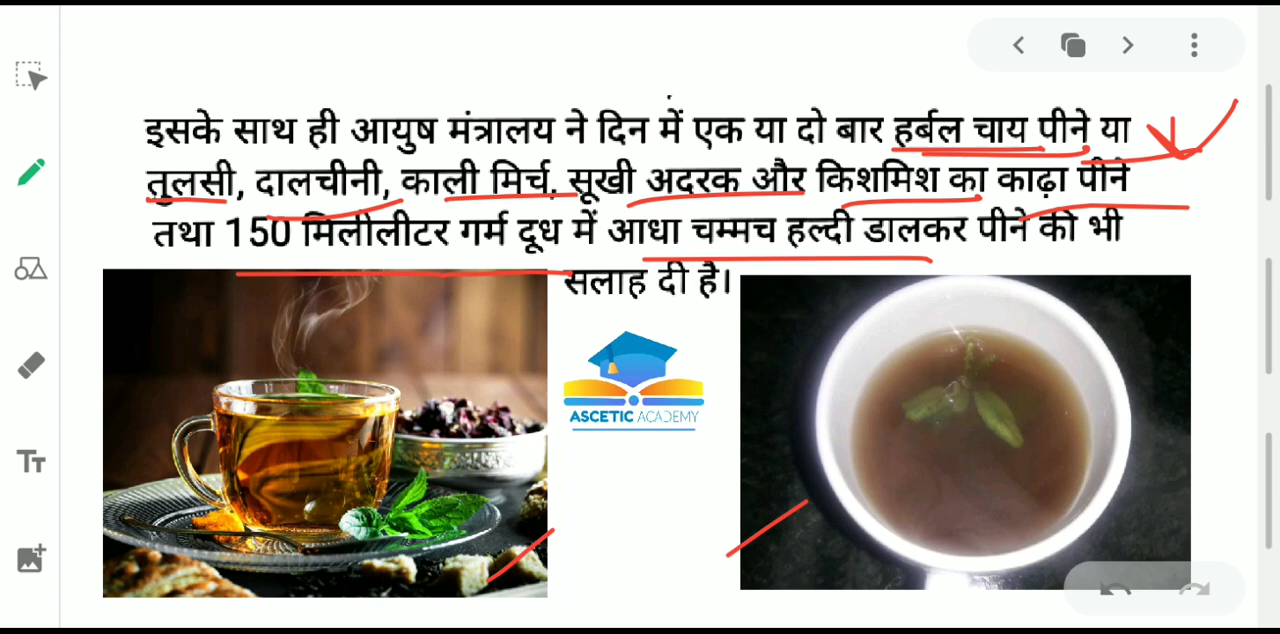 इसके साथ ही आयुष मंत्रालय ने दिन में एक या दो बार हर्बल चाय पीने या
तुलसी, दालचीनी, काली मिर्च, सूखी अदरक और किशमिश का काढ़ा पीने
तथा 150 मिलीलीटर गर्म दूध में आधा चम्मच हल्दी डालकर पीने की भी
सलाह दी है।
ASCETIC ACADEMY
Tт